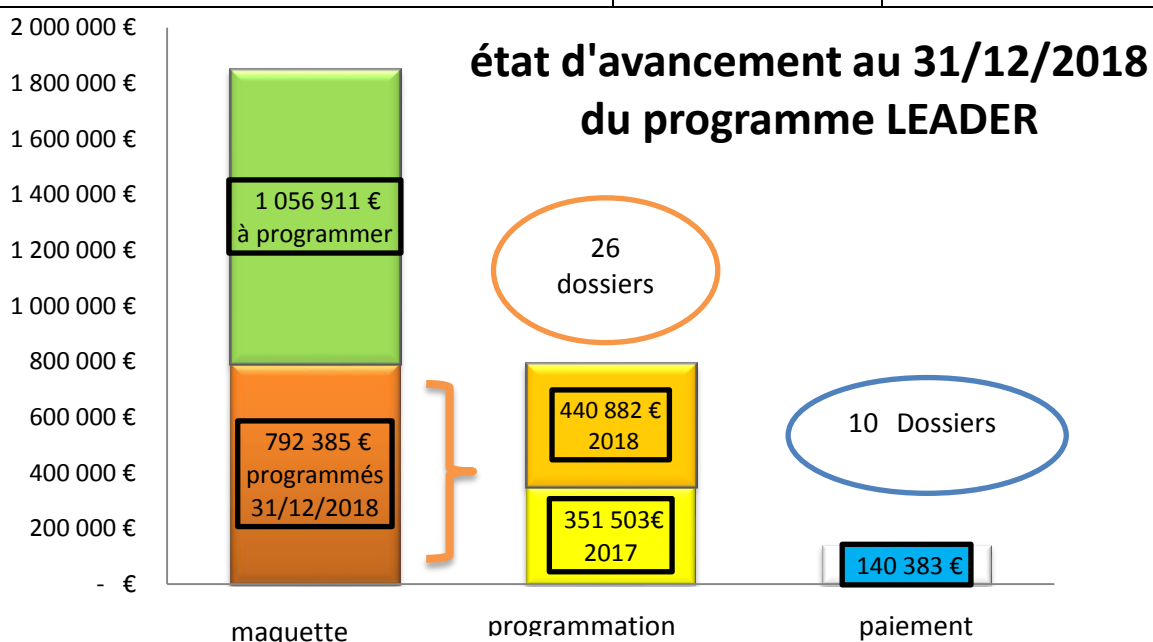 état d'avancement au 31/12/2018
du programme LEADER
2 000 000 €
1 800 000 €
1 600 000 €
1 400 000 €
1 200 000 €
1 000 000 €
800 000 €
600 000 €
400 000 €
200 000 €
- €
1 056 911 €
à programmer
792 385 €
programmés
31/12/2018
26
dossiers
440 882 €
2018
351 503€
2017
10 Dossiers
140 383 €
maquette
programmation
paiement